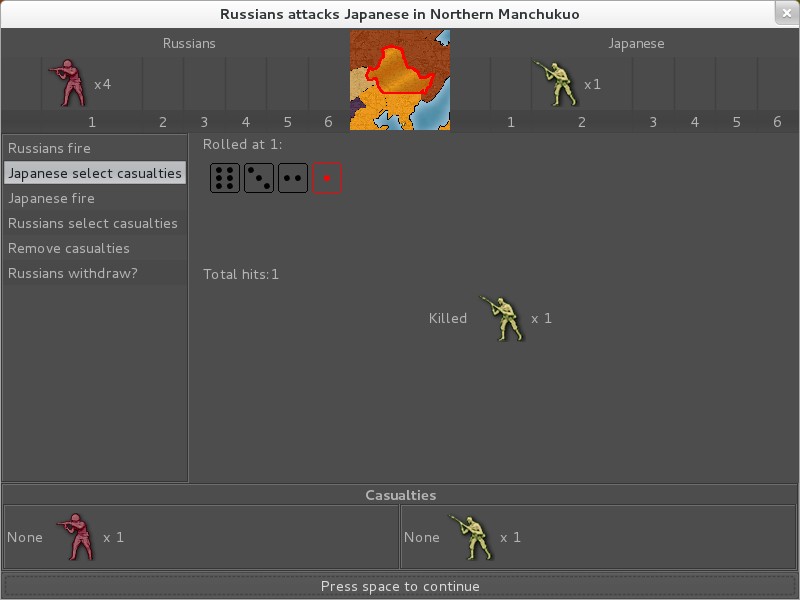 Russians attacks Japanese in Northern Manchukuo
Russians
Japanese
x4
x1
1 2 3 4 5 6
1 2 3 4 5 6
Russians fire
Japanese select casualties
Japanese fire
Russians select casualties
Remove casualties
Russians withdraw?
Rolled at 1:
Total hits:1
Killed x 1
Casualties
None x 1
None x 1
Press space to continue